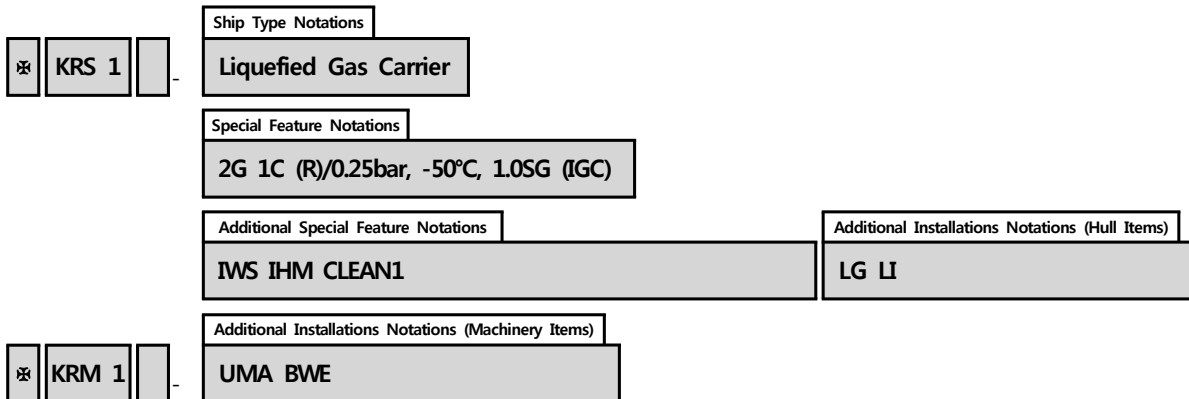 Ship Type Notations
✠ KRS 1 - Liquefied Gas Carrier
Special Feature Notations
2G 1C (R)/0.25bar, -50°C, 1.0SG (IGC)
Additional Special Feature Notations Additional Installations Notations (Hull Items)
IWS IHM CLEAN1 LG LI
Additional Installations Notations (Machinery Items)
✠ KRM 1 - UMA BWE